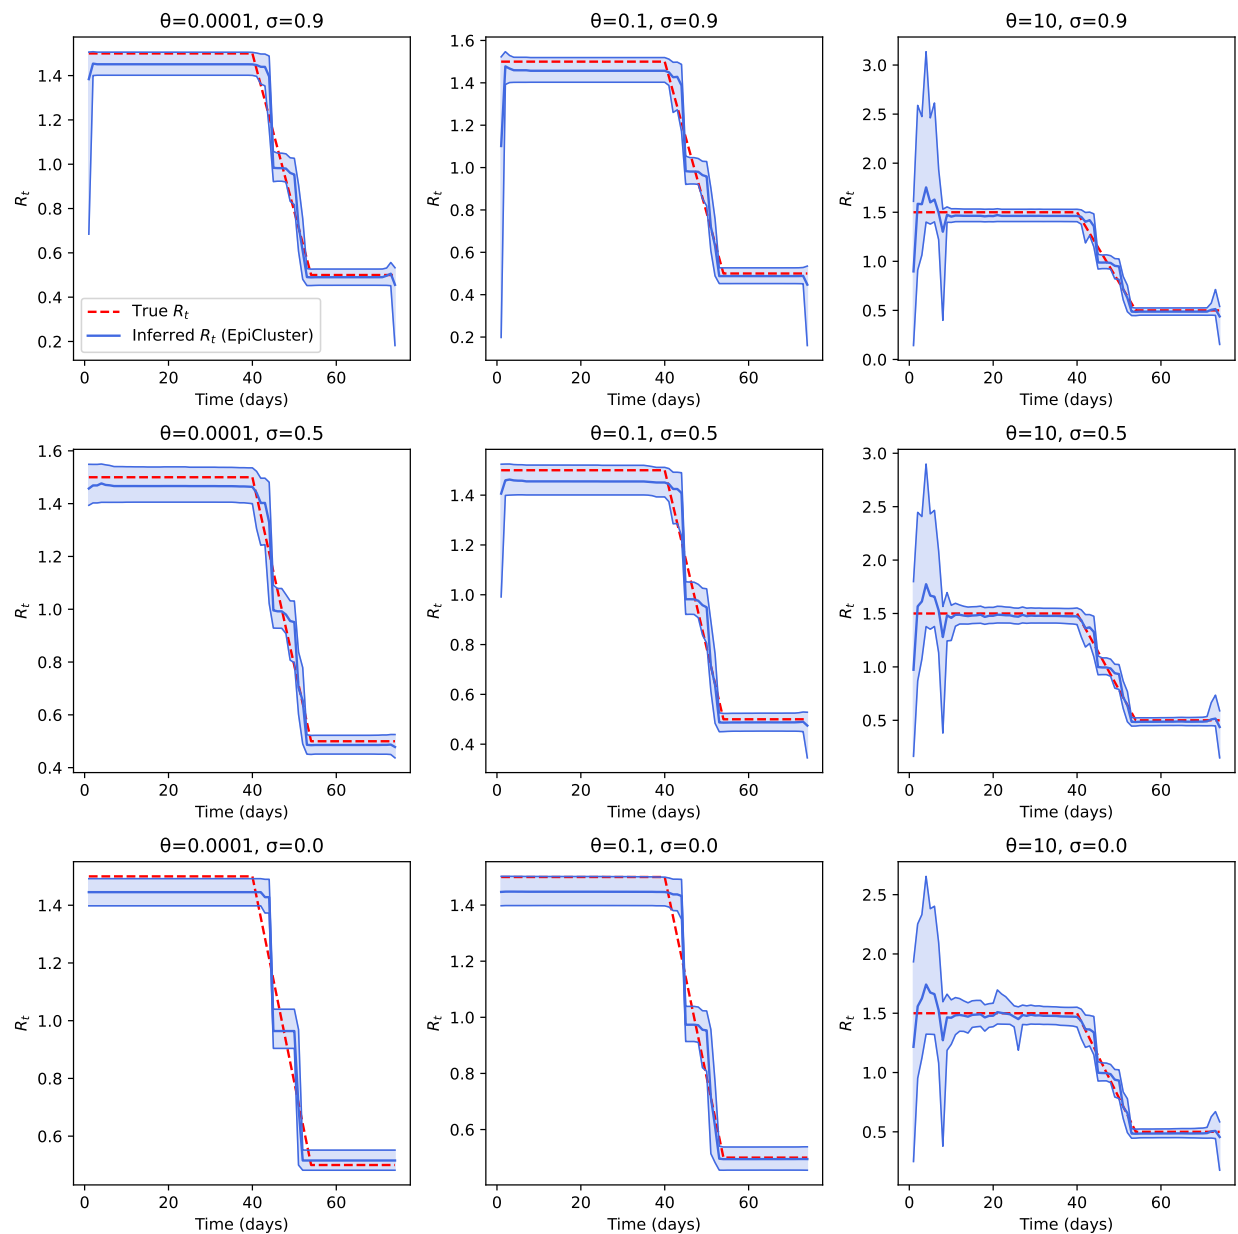 θ=0.0001, σ=0.9
1.4
1.2
1.0
0.8
0.6
0.4
0.2
R_t
True R_t
Inferred R_t (EpiCluster)
0 20 40 60
Time (days)
θ=0.1, σ=0.9
1.6
1.4
1.2
1.0
0.8
0.6
0.4
0.2
R_t
0 20 40 60
Time (days)
θ=10, σ=0.9
3.0
2.5
2.0
1.5
1.0
0.5
0.0
R_t
0 20 40 60
Time (days)
θ=0.0001, σ=0.5
1.6
1.4
1.2
1.0
0.8
0.6
0.4
R_t
0 20 40 60
Time (days)
θ=0.1, σ=0.5
1.4
1.2
1.0
0.8
0.6
0.4
R_t
0 20 40 60
Time (days)
θ=10, σ=0.5
3.0
2.5
2.0
1.5
1.0
0.5
R_t
0 20 40 60
Time (days)
θ=0.0001, σ=0.0
1.4
1.2
1.0
0.8
0.6
R_t
0 20 40 60
Time (days)
θ=0.1, σ=0.0
1.4
1.2
1.0
0.8
0.6
R_t
0 20 40 60
Time (days)
θ=10, σ=0.0
2.5
2.0
1.5
1.0
0.5
R_t
0 20 40 60
Time (days)